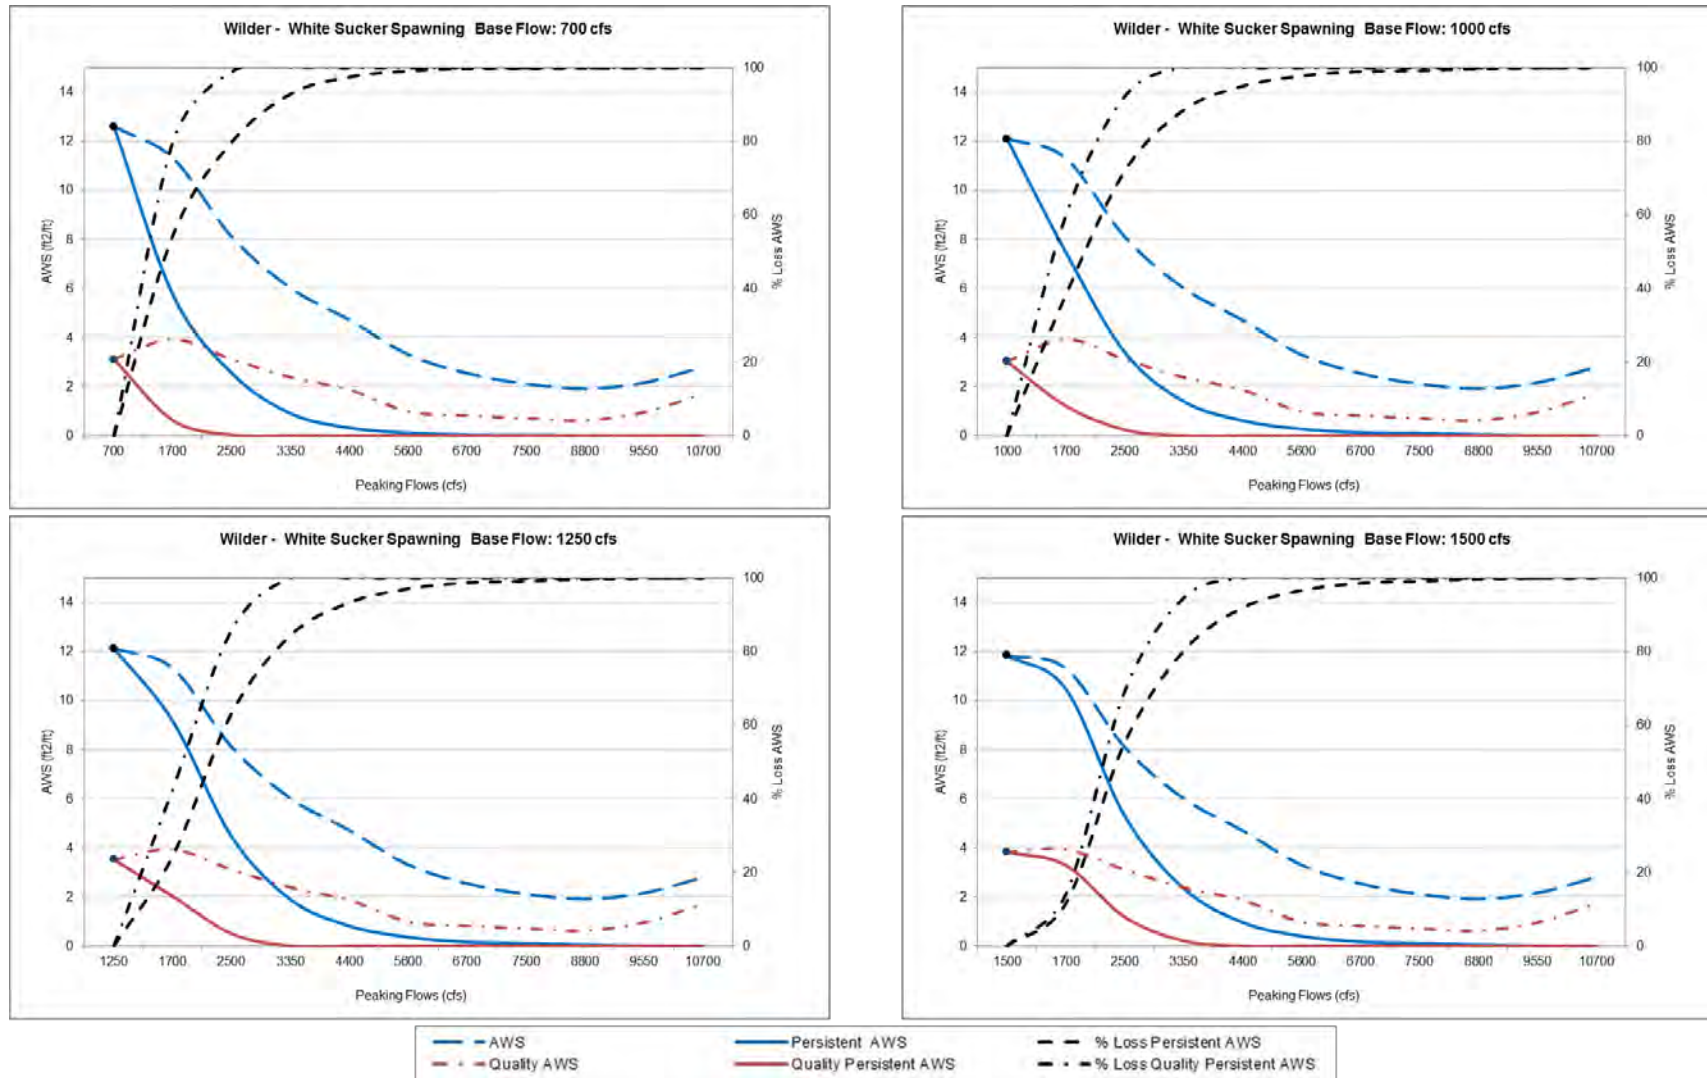 Wilder - White Sucker Spawning Base Flow: 700 cfs
14
12
10
8
6
4
2
0
AWS (ft2/ft)
100
80
60
40
20
0
% Loss AWS
700 1700 2500 3350 4400 5600 6700 7500 8800 9550 10700
Peaking Flows (cfs)
Wilder - White Sucker Spawning Base Flow: 1000 cfs
14
12
10
8
6
4
2
0
AWS (ft2/ft)
100
80
60
40
20
0
% Loss AWS
1000 1700 2500 3350 4400 5600 6700 7500 8800 9550 10700
Peaking Flows (cfs)
Wilder - White Sucker Spawning Base Flow: 1250 cfs
14
12
10
8
6
4
2
0
AWS (ft2/ft)
100
80
60
40
20
0
% Loss AWS
1250 1700 2500 3350 4400 5600 6700 7500 8800 9550 10700
Peaking Flows (cfs)
Wilder - White Sucker Spawning Base Flow: 1500 cfs
14
12
10
8
6
4
2
0
AWS (ft2/ft)
100
80
60
40
20
0
% Loss AWS
1500 1700 2500 3350 4400 5600 6700 7500 8800 9550 10700
Peaking Flows (cfs)
AWS Persistent AWS % Loss Persistent AWS
Quality AWS Quality Persistent AWS % Loss Quality Persistent AWS